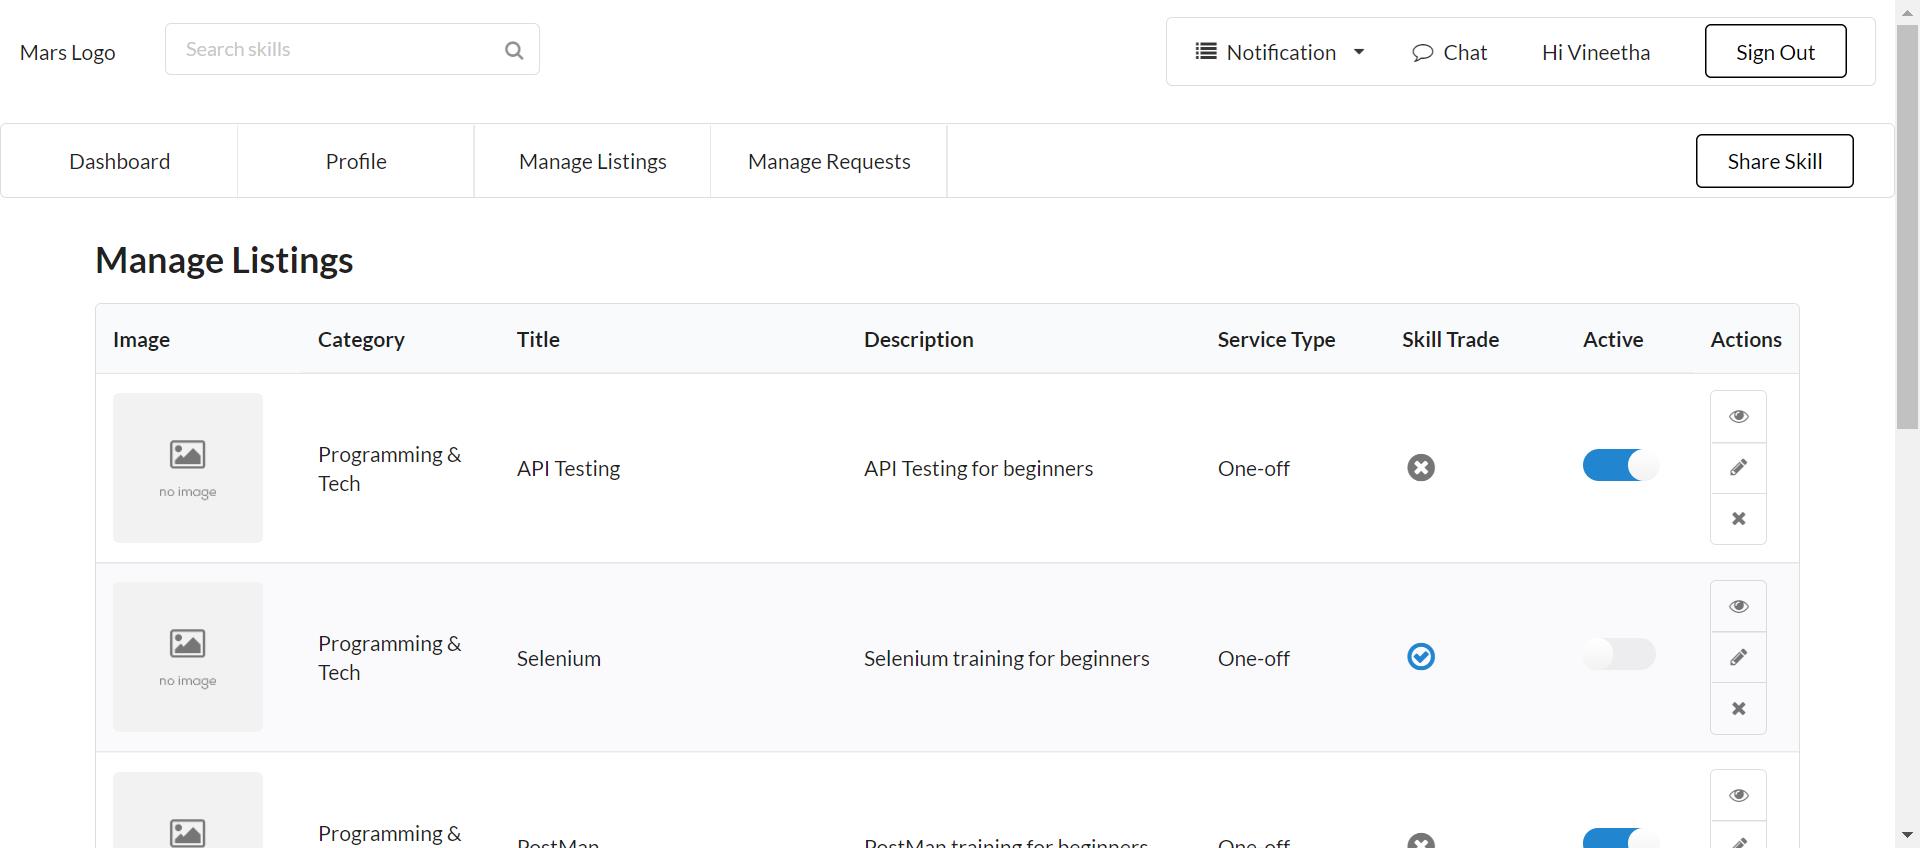 Mars Logo
Search skills
Notification
Chat
Hi Vineetha
Sign Out
Dashboard
Profile
Manage Listings
Manage Requests
Share Skill
Manage Listings
Image
Category
Title
Description
Service Type
Skill Trade
Active
Actions
no image
Programming &
Tech
API Testing
API Testing for beginners
One-off
no image
Programming &
Tech
Selenium
Selenium training for beginners
One-off
Programming &
PostMan
PostMan training for beginners
One-off